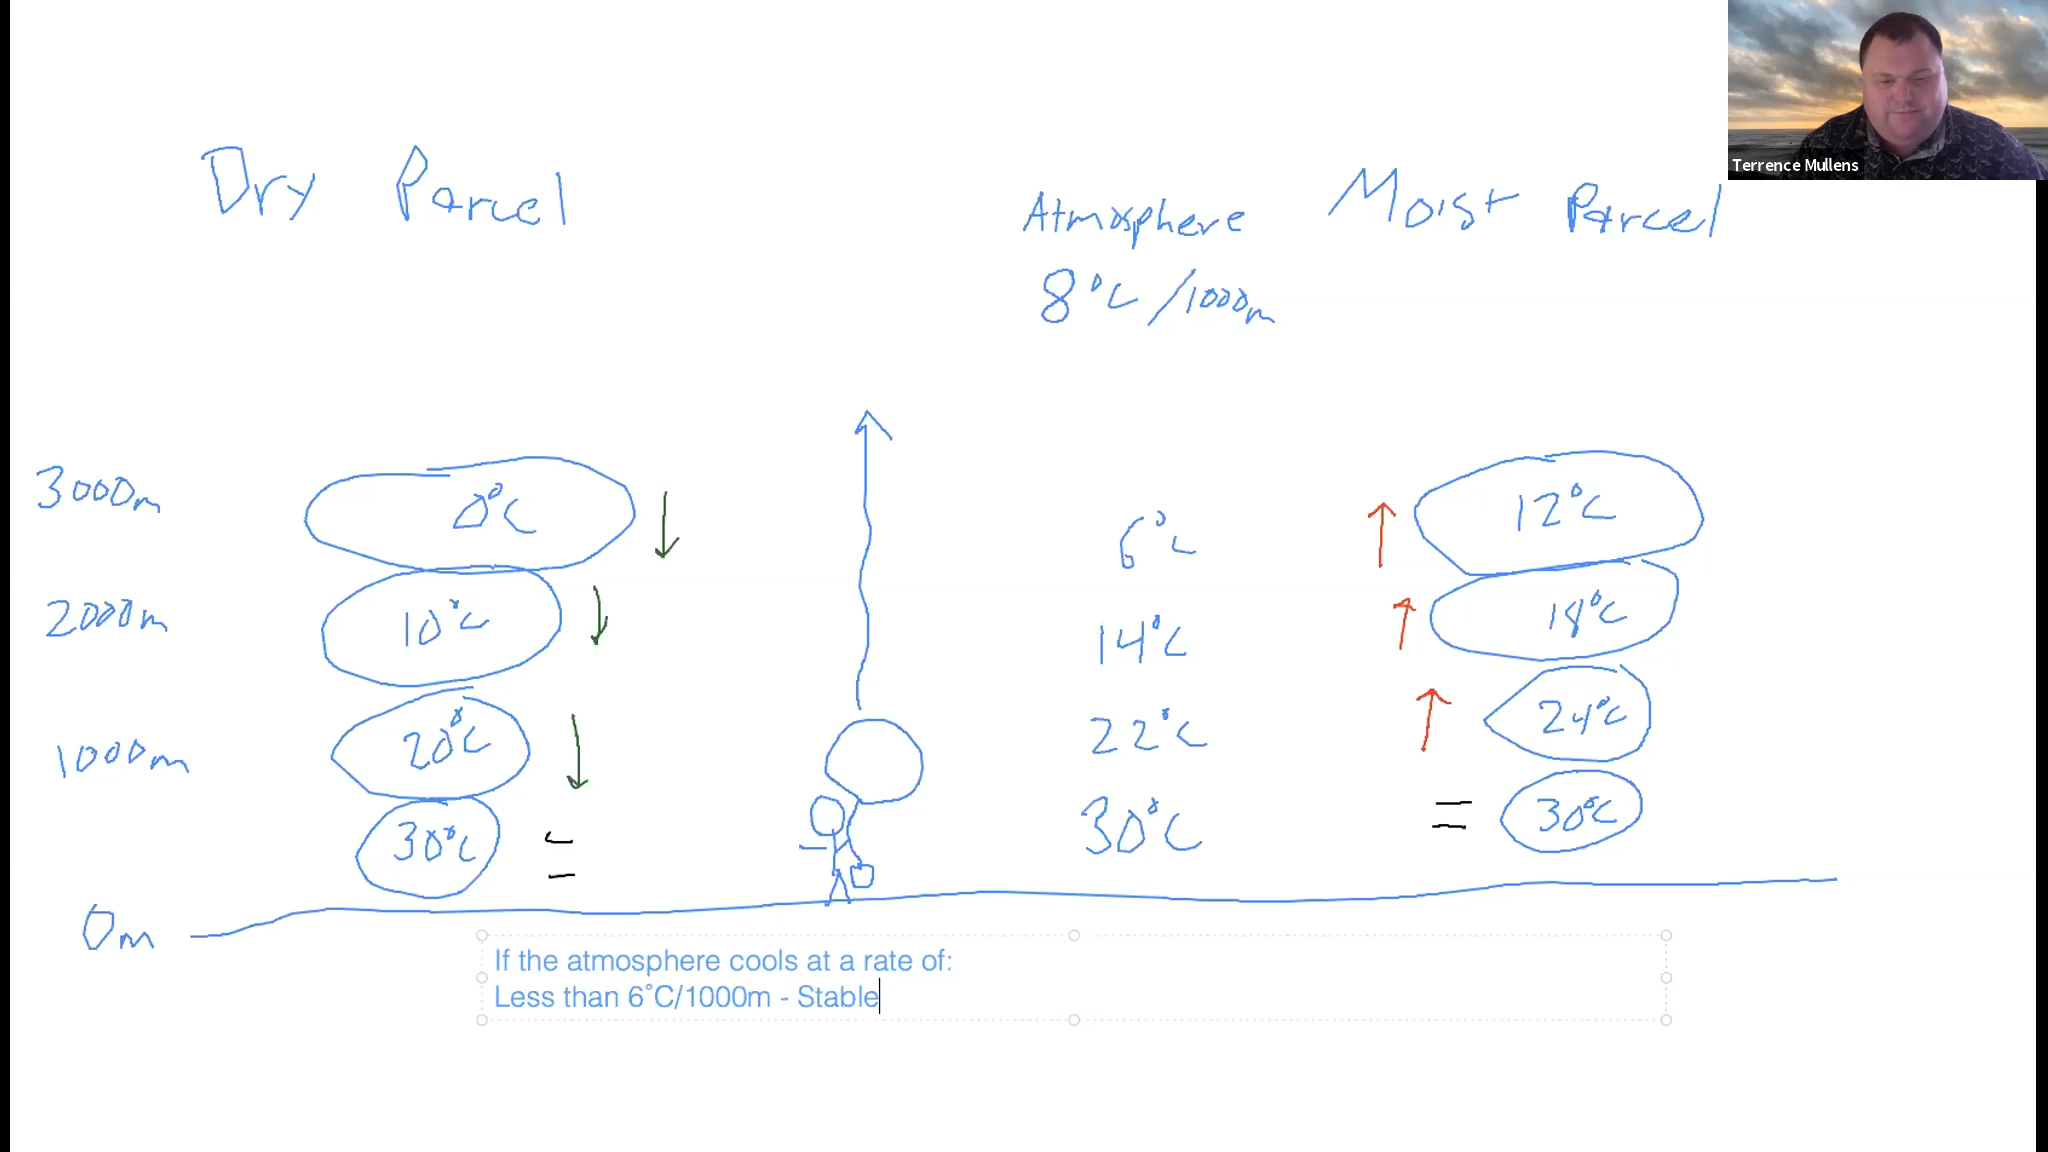 Terrence Mullens
Dry Parcel
Atmosphere
Moist Parcel
8°C/1000m
3000m
0°C
6°C
12°C
2000m
10°C
14°C
18°C
1000m
20°C
22°C
24°C
30°C
=
30°C
=
30°C
0m
If the atmosphere cools at a rate of:
Less than 6°C/1000m - Stable